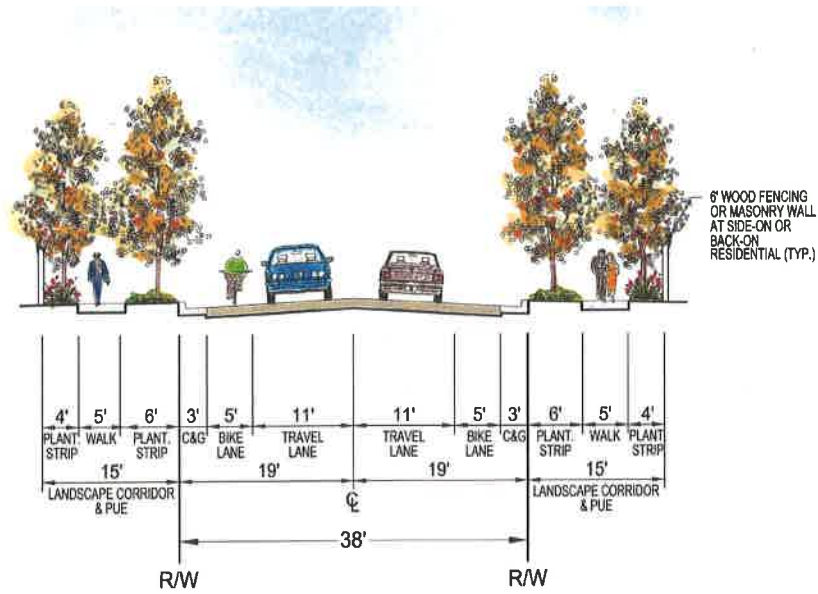 6' WOOD FENCING
OR MASONRY WALL
AT SIDE-ON OR
BACK-ON
RESIDENTIAL (TYP.)
4' 5' 6' 3' 5' 11' 11' 5' 3' 6' 5' 4'
PLANT. WALK PLANT. C&G BIKE TRAVEL TRAVEL BIKE C&G PLANT. WALK PLANT.
STRIP STRIP LANE LANE LANE LANE STRIP STRIP
15' 19' 19' 15'
LANDSCAPE CORRIDOR LANDSCAPE CORRIDOR
& PUE ℄ & PUE
38'
R/W R/W